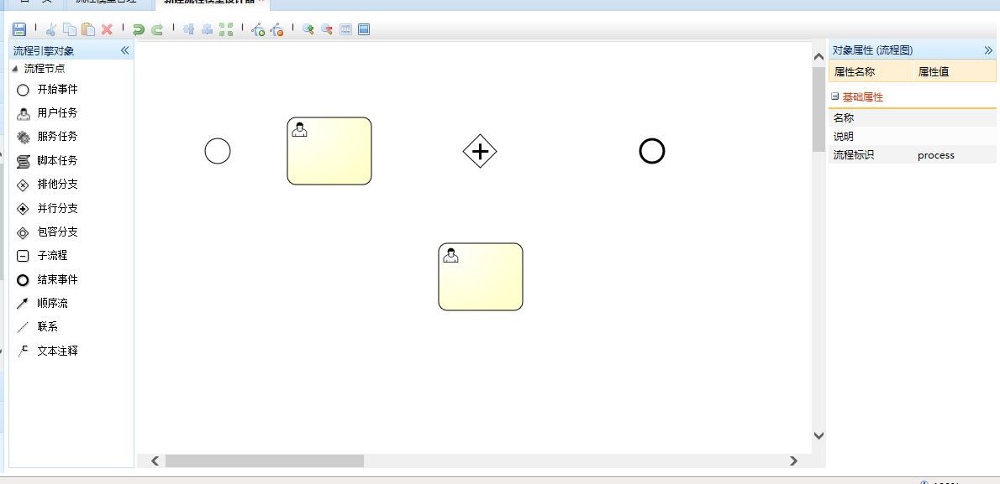 首 页 流程模型管理 新建流程模型设计器
流程引擎对象
流程节点
开始事件
用户任务
服务任务
脚本任务
排他分支
并行分支
包容分支
子流程
结束事件
顺序流
联系
文本注释
对象属性 (流程图)
属性名称 属性值
基础属性
名称
说明
流程标识 process